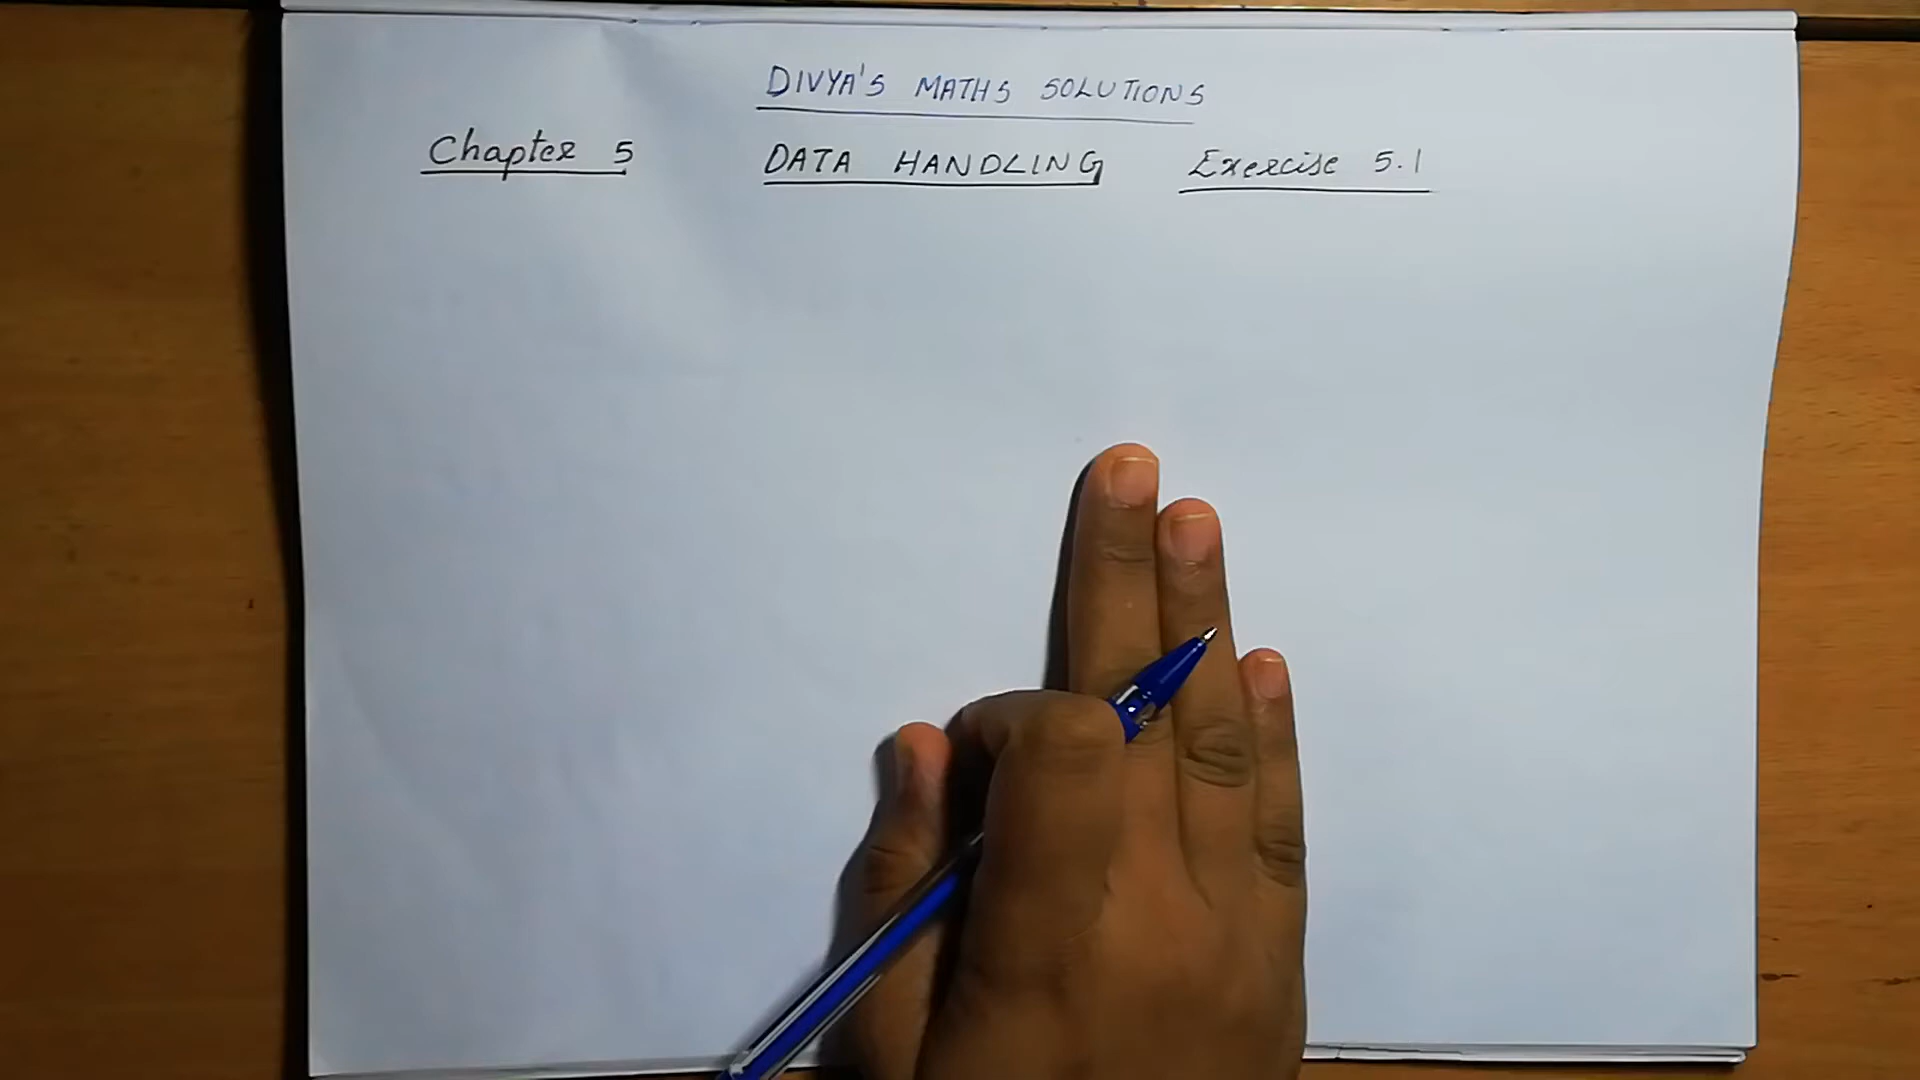 DIVYA'S MATHS SOLUTIONS
Chapter 5 DATA HANDLING Exercise 5.1